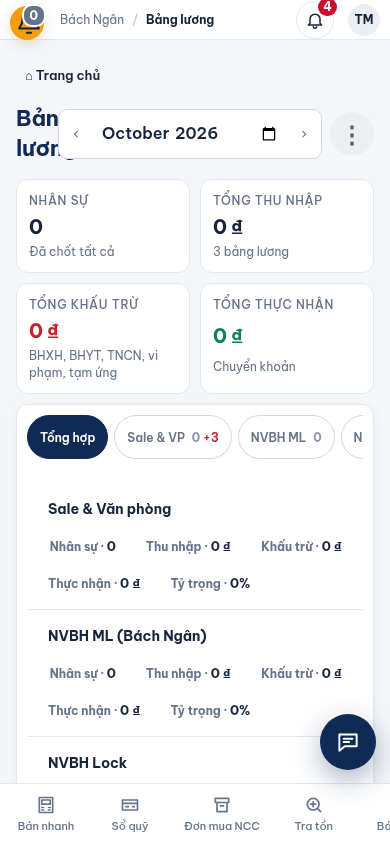 0
Bách Ngân / Bảng lương
4
TM
⌂ Trang chủ
Bảng lương
‹ October 2026 ›
NHÂN SỰ
0
Đã chốt tất cả
TỔNG THU NHẬP
0 ₫
3 bảng lương
TỔNG KHẤU TRỪ
0 ₫
BHXH, BHYT, TNCN, vi
phạm, tạm ứng
TỔNG THỰC NHẬN
0 ₫
Chuyển khoản
Tổng hợp
Sale & VP 0 +3
NVBH ML 0
N
Sale & Văn phòng
Nhân sự · 0 Thu nhập · 0 ₫ Khấu trừ · 0 ₫
Thực nhận · 0 ₫ Tỷ trọng · 0%
NVBH ML (Bách Ngân)
Nhân sự · 0 Thu nhập · 0 ₫ Khấu trừ · 0 ₫
Thực nhận · 0 ₫ Tỷ trọng · 0%
NVBH Lock
Bán nhanh
Sổ quỹ
Đơn mua NCC
Tra tồn